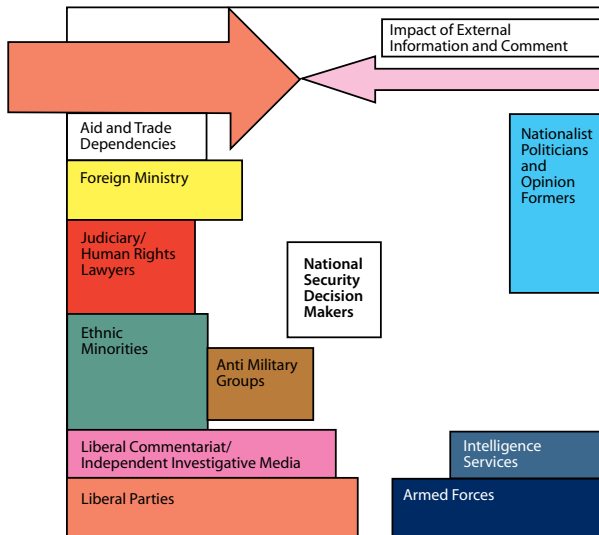 Impact of External
Information and Comment
Aid and Trade
Dependencies
Nationalist
Politicians
and
Opinion
Formers
Foreign Ministry
Judiciary/
Human Rights
Lawyers
National
Security
Decision
Makers
Ethnic
Minorities
Anti Military
Groups
Liberal Commentariat/
Independent Investigative Media
Intelligence
Services
Liberal Parties
Armed Forces